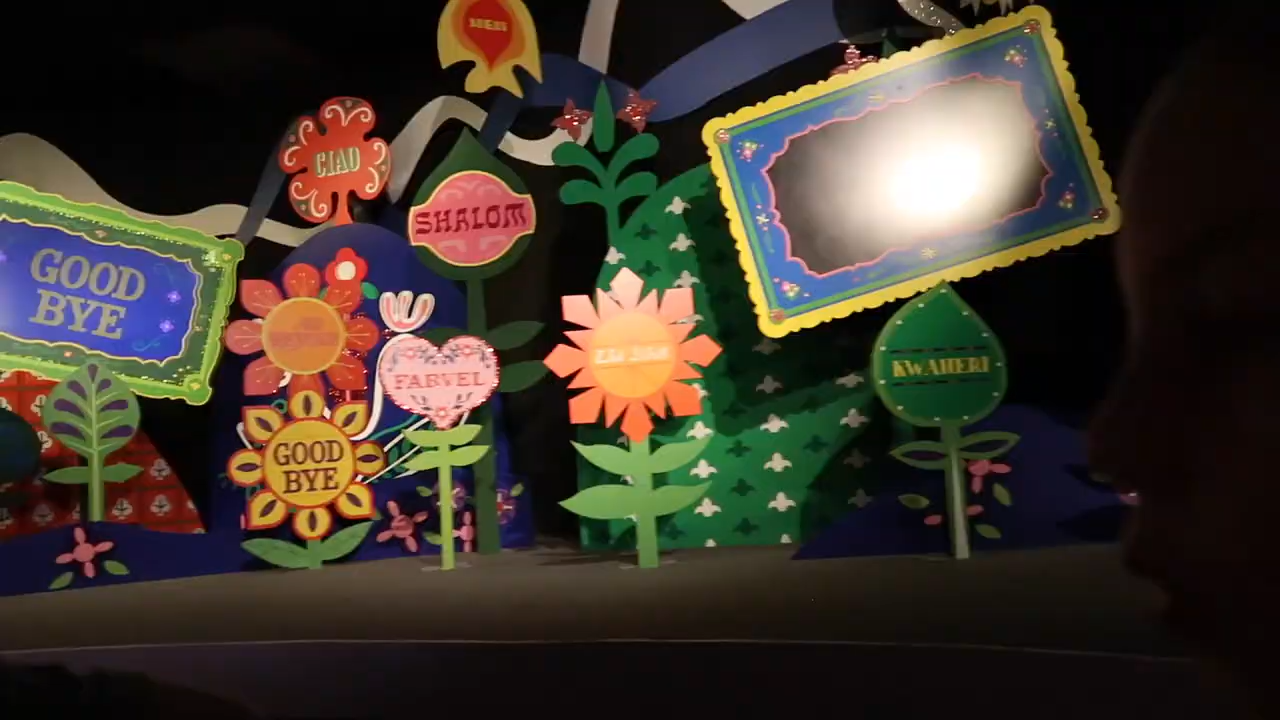 CIAO
SHALOM
GOOD
BYE
FARVEL
GOOD
BYE
KWAHERI